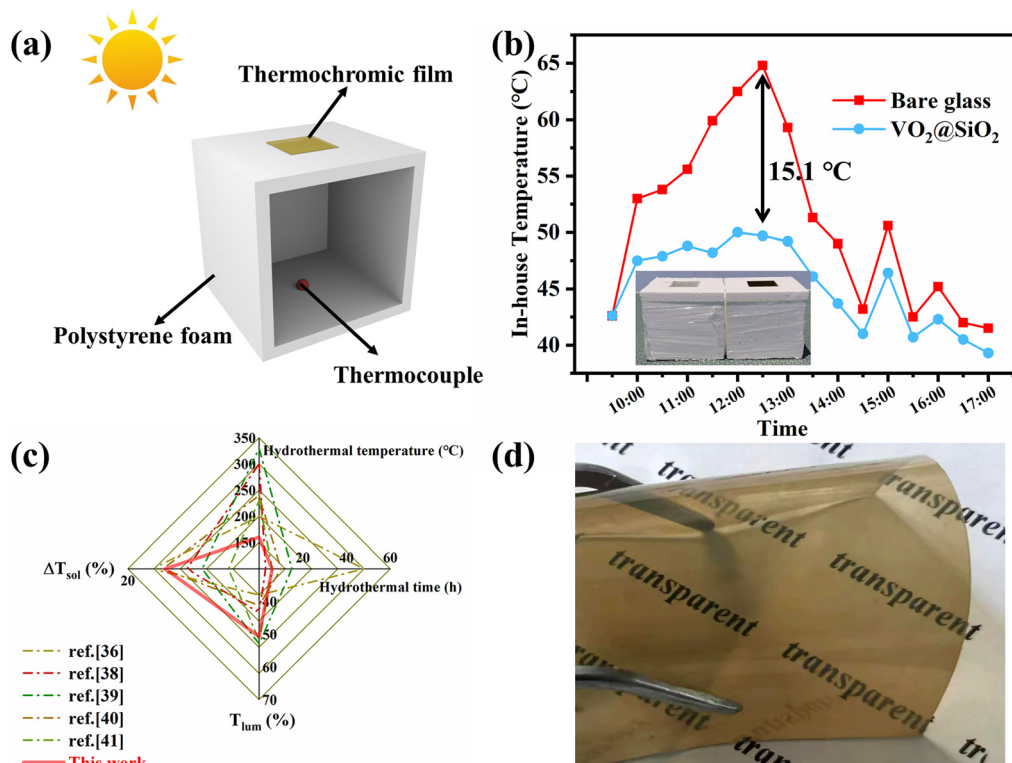 (a)
Thermochromic film
Polystyrene foam
Thermocouple
(b)
In-house Temperature (°C)
65
60
55
50
45
40
Bare glass
VO₂@SiO₂
15.1 °C
10:00
11:00
12:00
13:00
14:00
15:00
16:00
17:00
Time
(c)
350
Hydrothermal temperature (°C)
300
250
200
150
ΔTsol (%)
20
20
40
60
Hydrothermal time (h)
40
50
60
70
Tlum (%)
ref.[36]
ref.[38]
ref.[39]
ref.[40]
ref.[41]
This work
(d)
transparent
transparent
transparent
transparent
transparent
transparent
transparent